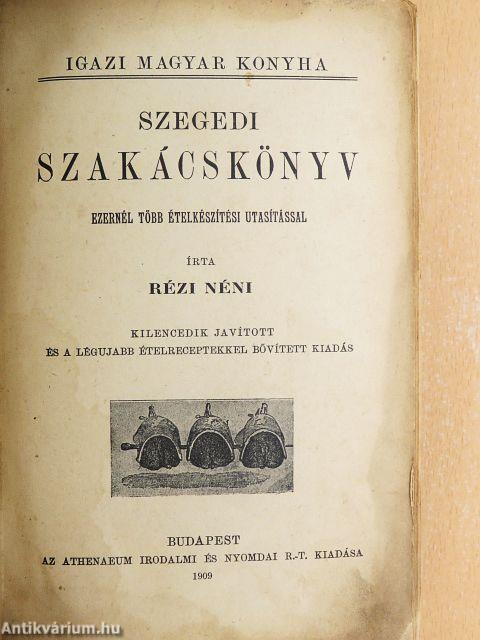 IGAZI MAGYAR KONYHA
SZEGEDI
SZAKÁCSKÖNYV
EZERNÉL TÖBB ÉTELKÉSZÍTÉSI UTASÍTÁSSAL
ÍRTA
RÉZI NÉNI
KILENCEDIK JAVÍTOTT
ÉS A LÉGUJABB ÉTELRECEPTEKKEL BŐVÍTETT KIADÁS
BUDAPEST
AZ ATHENAEUM IRODALMI ÉS NYOMDAI R.-T. KIADÁSA
1909
Antikvárium.hu